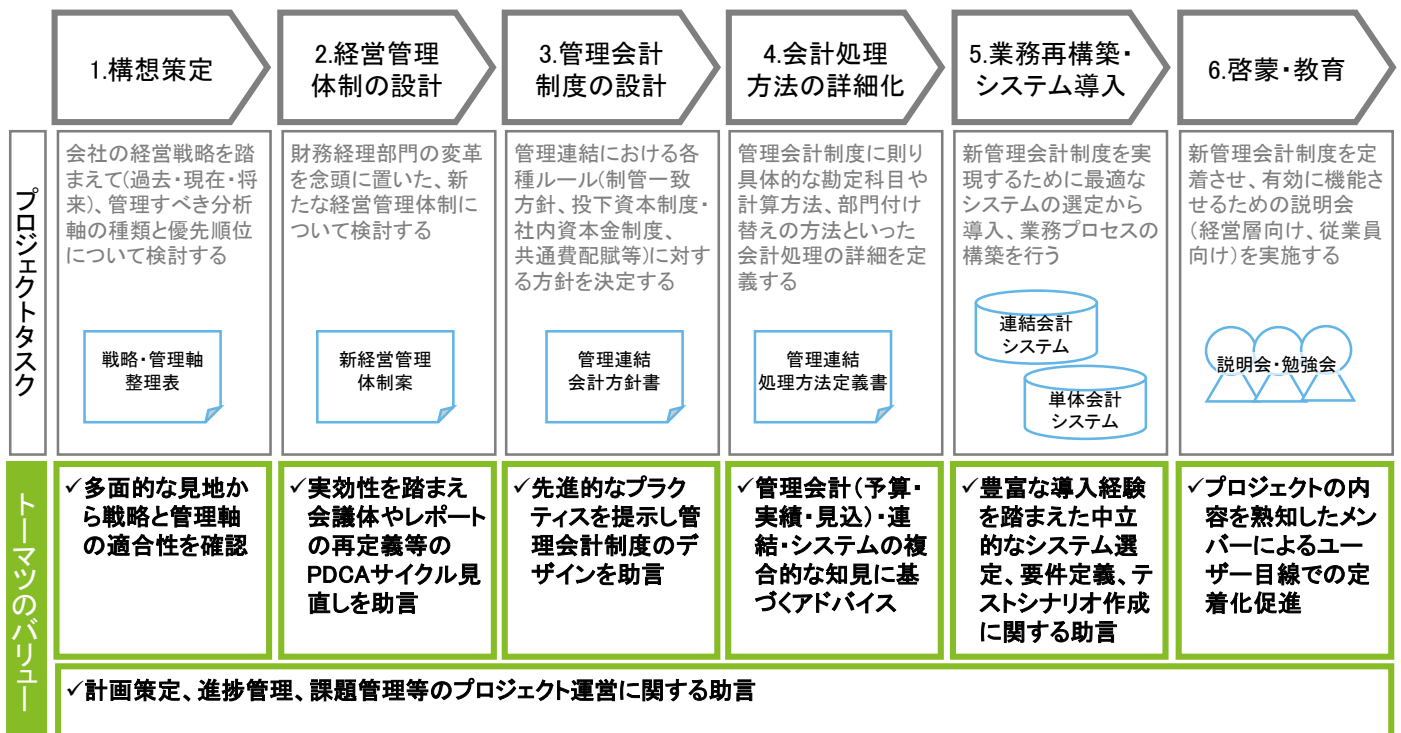 1.構想策定
2.経営管理
体制の設計
3.管理会計
制度の設計
4.会計処理
方法の詳細化
5.業務再構築・
システム導入
6.啓蒙・教育
プロジェクトタスク
会社の経営戦略を踏
まえて(過去・現在・将
来)、管理すべき分析
軸の種類と優先順位
について検討する
戦略・管理軸
整理表
財務経理部門の変革
を念頭に置いた、新
たな経営管理体制に
ついて検討する
新経営管理
体制案
管理連結における各
種ルール(制管一致
方針、投下資本制度・
社内資本金制度、
共通費配賦等)に対す
る方針を決定する
管理連結
会計方針書
管理会計制度に則り
具体的な勘定科目や
計算方法、部門付け
替えの方法といった
会計処理の詳細を定
義する
管理連結
処理方法定義書
新管理会計制度を実
現するために最適な
システムの選定から
導入、業務プロセスの
構築を行う
連結会計
システム
単体会計
システム
新管理会計制度を定
着させ、有効に機能さ
せるための説明会
(経営層向け、従業員
向け)を実施する
説明会・勉強会
トーマツのバリュー
✓多面的な見地か
ら戦略と管理軸
の適合性を確認
✓実効性を踏まえ
会議体やレポート
の再定義等の
PDCAサイクル見
直しを助言
✓先進的なプラク
ティスを提示し管
理会計制度のデ
ザインを助言
✓管理会計(予算・
実績・見込)・連
結・システムの複
合的な知見に基
づくアドバイス
✓豊富な導入経験
を踏まえた中立
的なシステム選
定、要件定義、テ
ストシナリオ作成
に関する助言
✓プロジェクトの内
容を熟知したメン
バーによるユー
ザー目線での定
着化促進
✓計画策定、進捗管理、課題管理等のプロジェクト運営に関する助言